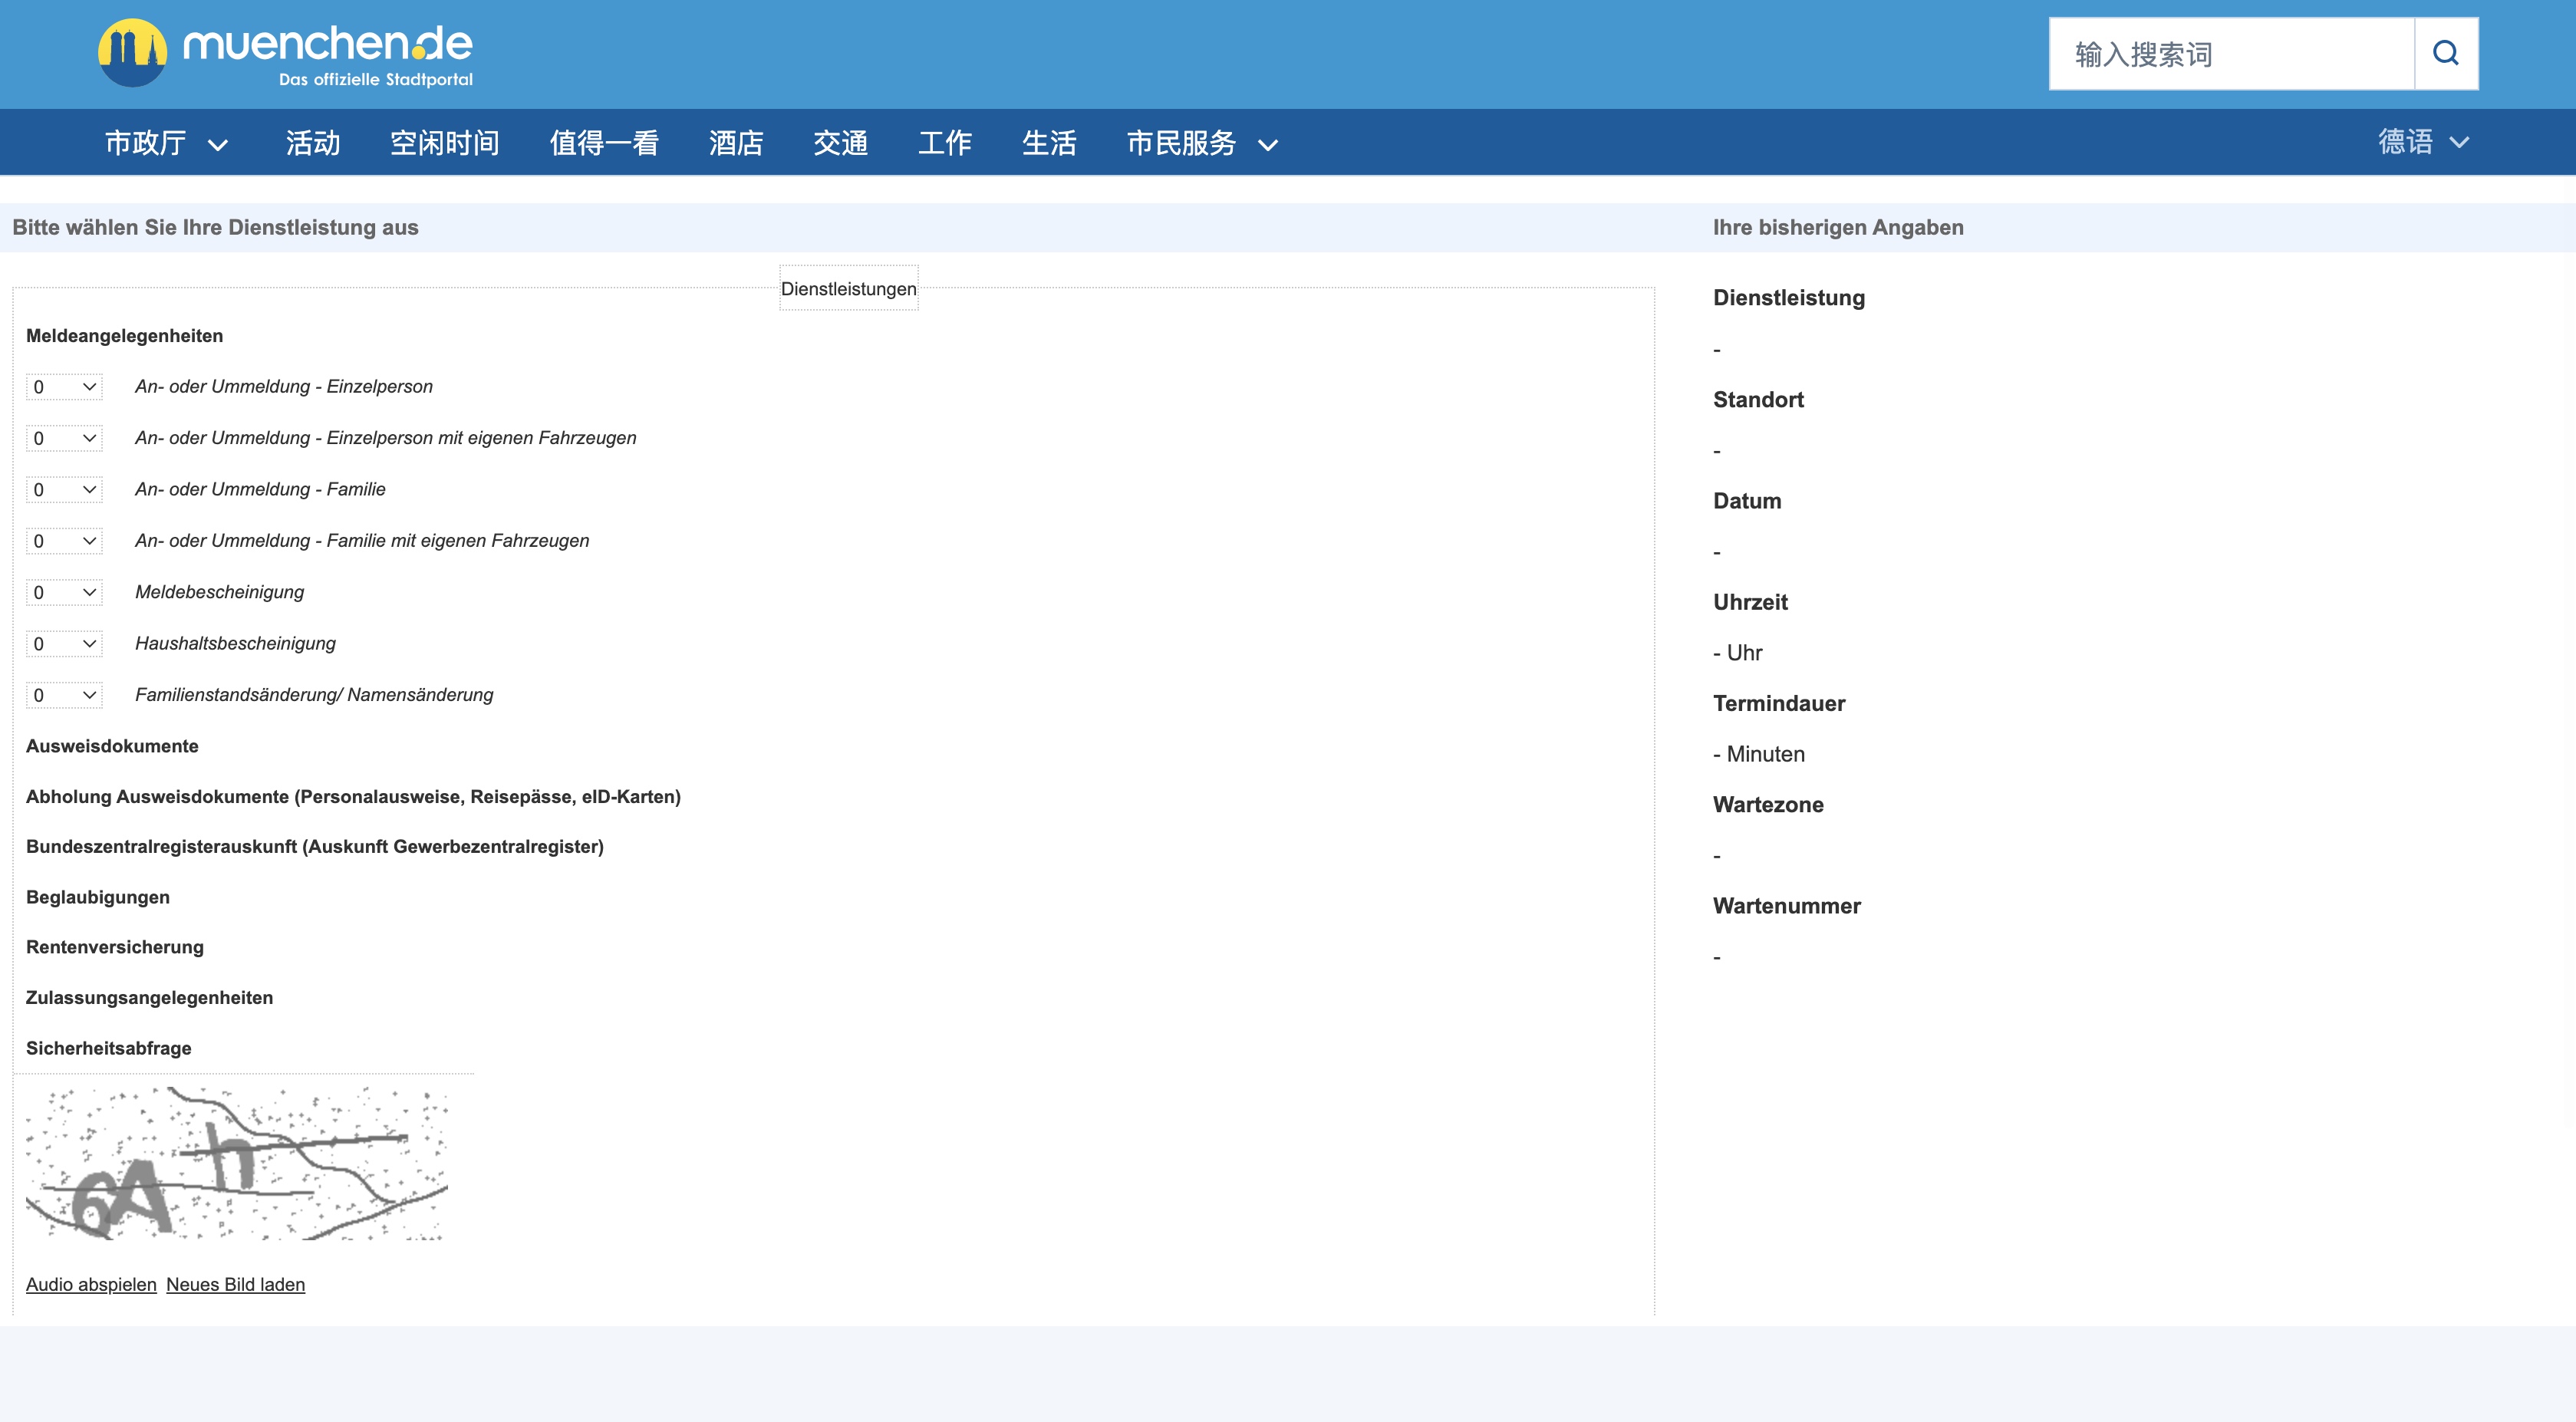 muenchen.de
Das offizielle Stadtportal
输入搜索词
市政厅 活动 空闲时间 值得一看 酒店 交通 工作 生活 市民服务 德语
Bitte wählen Sie Ihre Dienstleistung aus
Dienstleistungen
Meldeangelegenheiten
0 An- oder Ummeldung - Einzelperson
0 An- oder Ummeldung - Einzelperson mit eigenen Fahrzeugen
0 An- oder Ummeldung - Familie
0 An- oder Ummeldung - Familie mit eigenen Fahrzeugen
0 Meldebescheinigung
0 Haushaltsbescheinigung
0 Familienstandsänderung/ Namensänderung
Ausweisdokumente
Abholung Ausweisdokumente (Personalausweise, Reisepässe, eID-Karten)
Bundeszentralregisterauskunft (Auskunft Gewerbezentralregister)
Beglaubigungen
Rentenversicherung
Zulassungsangelegenheiten
Sicherheitsabfrage
Audio abspielen Neues Bild laden
Ihre bisherigen Angaben
Dienstleistung
-
Standort
-
Datum
-
Uhrzeit
- Uhr
Termindauer
- Minuten
Wartezone
-
Wartenummer
-